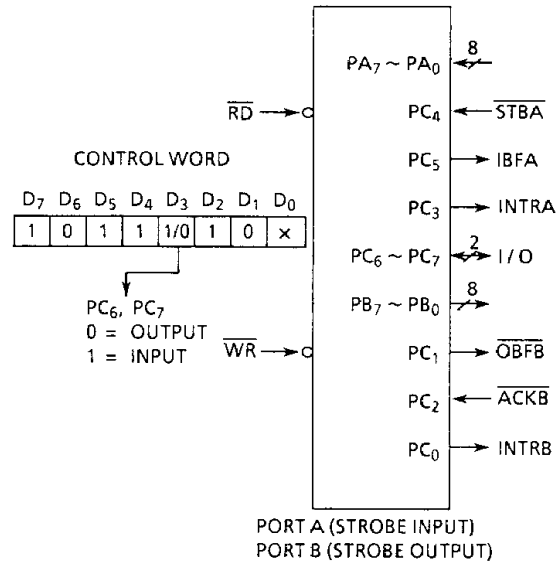 8
PA₇ ~ PA₀
RD
PC₄ STBA
CONTROL WORD
PC₅ IBFA
D₇ D₆ D₅ D₄ D₃ D₂ D₁ D₀
PC₃ INTRA
1 0 1 1 1/0 1 0 ×
2
PC₆ ~ PC₇ I/O
8
PB₇ ~ PB₀
PC₆, PC₇
0 = OUTPUT
1 = INPUT
WR
PC₁ OBFB
PC₂ ACKB
PC₀ INTRB
PORT A (STROBE INPUT)
PORT B (STROBE OUTPUT)